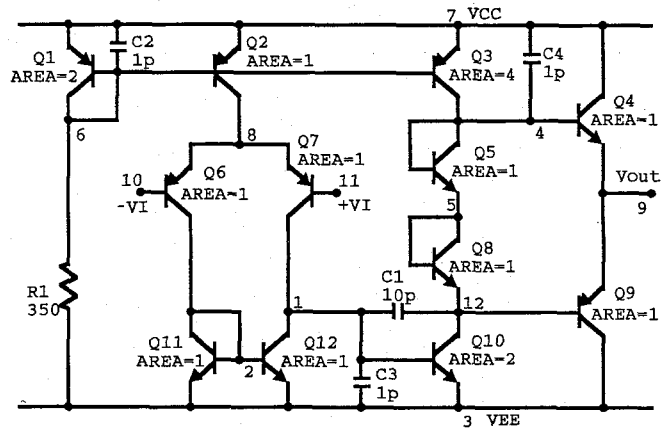 7 VCC
Q1
AREA=2
C2
1p
Q2
AREA=1
Q3
AREA=4
C4
1p
Q4
AREA=1
6
8
4
Q7
AREA=1
Q5
AREA=1
10
-VI
Q6
AREA=1
11
+VI
5
Vout
9
Q8
AREA=1
R1
350
1
C1
10p
12
Q9
AREA=1
Q11
AREA=1
2
Q12
AREA=1
Q10
AREA=2
C3
1p
3 VEE